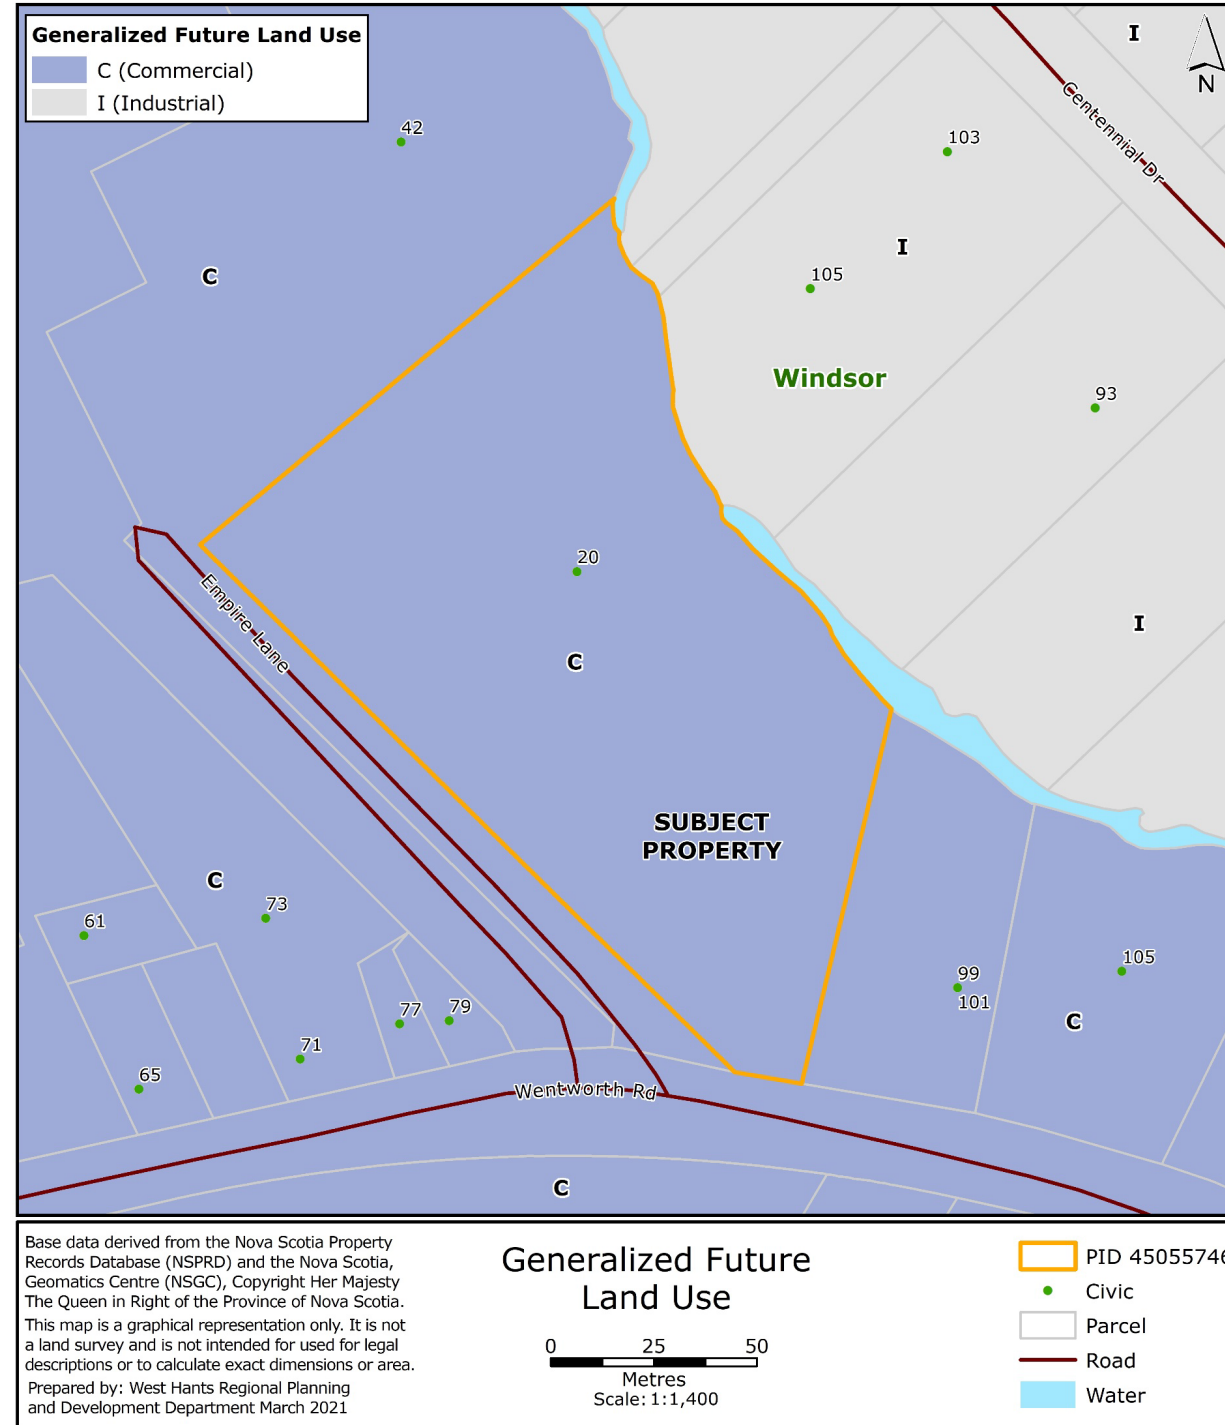 Generalized Future Land Use
C (Commercial)
I (Industrial)
I
N
Centennial Dr
42
103
I
C
105
Windsor
93
20
Empire Lane
I
C
SUBJECT
PROPERTY
C
73
61
105
99
101
77
79
C
71
65
Wentworth Rd
C
Base data derived from the Nova Scotia Property
Records Database (NSPRD) and the Nova Scotia,
Geomatics Centre (NSGC), Copyright Her Majesty
The Queen in Right of the Province of Nova Scotia.
This map is a graphical representation only. It is not
a land survey and is not intended for used for legal
descriptions or to calculate exact dimensions or area.
Prepared by: West Hants Regional Planning
and Development Department March 2021
Generalized Future
Land Use
0 25 50
Metres
Scale: 1:1,400
PID 45055746
Civic
Parcel
Road
Water